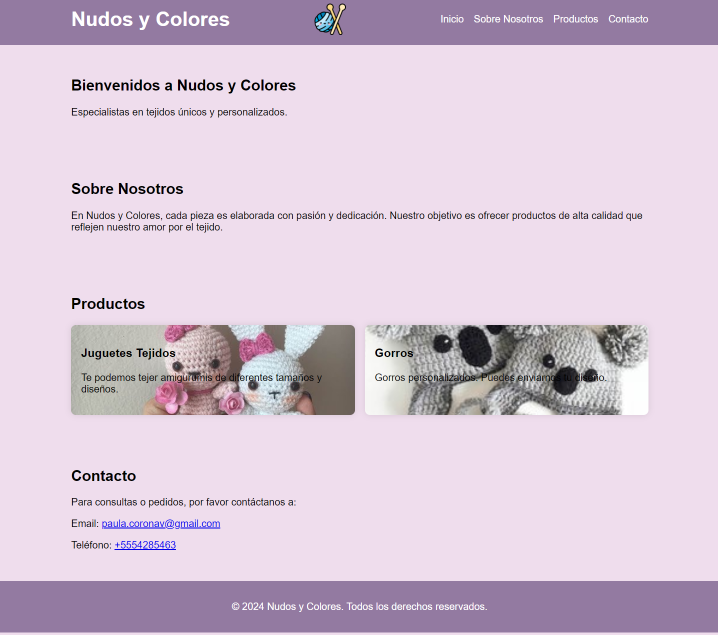 Nudos y Colores
Inicio Sobre Nosotros Productos Contacto
Bienvenidos a Nudos y Colores
Especialistas en tejidos únicos y personalizados.
Sobre Nosotros
En Nudos y Colores, cada pieza es elaborada con pasión y dedicación. Nuestro objetivo es ofrecer productos de alta calidad que
reflejen nuestro amor por el tejido.
Productos
Juguetes Tejidos
Te podemos tejer amigurumis de diferentes tamaños y
diseños.
Gorros
Gorros personalizados. Puedes enviarnos tu diseño.
Contacto
Para consultas o pedidos, por favor contáctanos a:
Email: paula.coronav@gmail.com
Teléfono: +5554285463
© 2024 Nudos y Colores. Todos los derechos reservados.